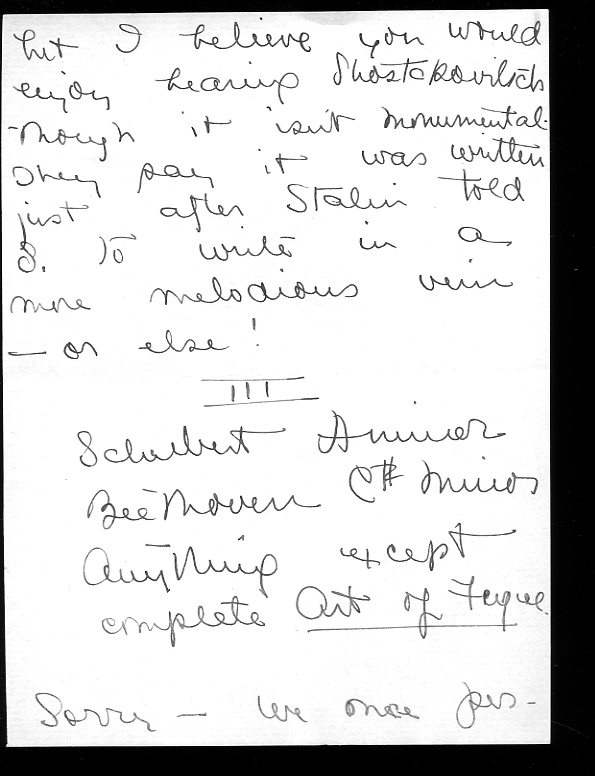 but I believe you would
enjoy hearing Shostakovitch
though it isn't monumental.
They say it was written
just after Stalin told
S. to write in a
more melodious vein
— or else!
III
Schubert A minor
Beethoven C# minor
Anything except
complete Art of Fugue.
Sorry — we once per-